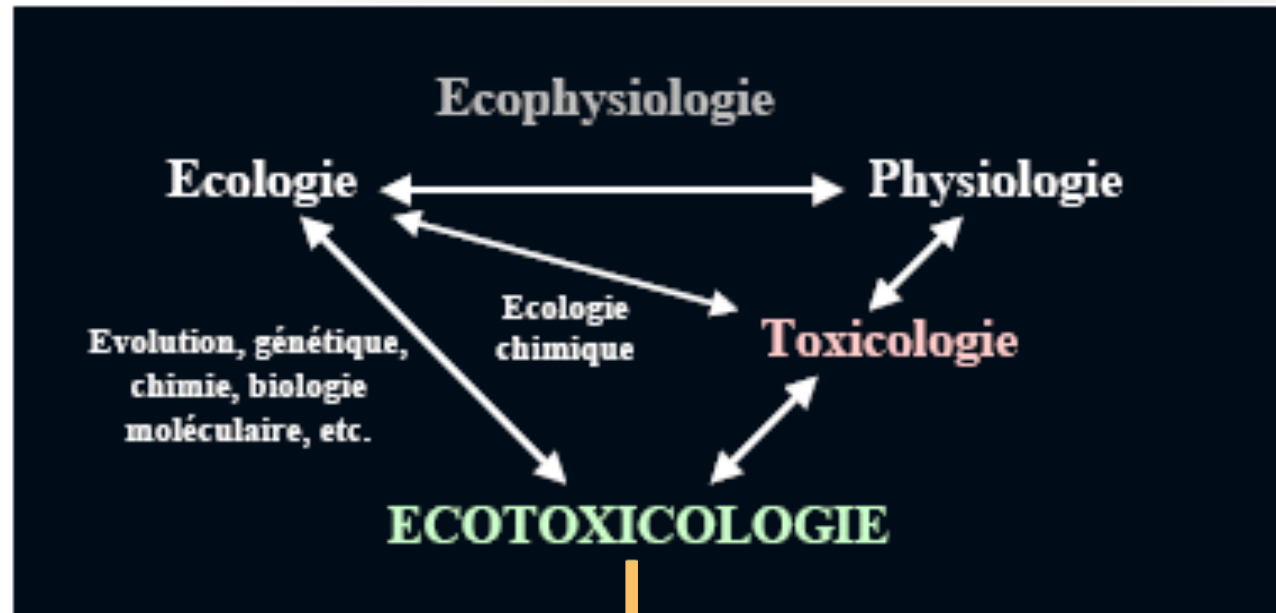 Ecophysiologie
Ecologie
Physiologie
Ecologie
chimique
Toxicologie
Evolution, génétique,
chimie, biologie
moléculaire, etc.
ECOTOXICOLOGIE